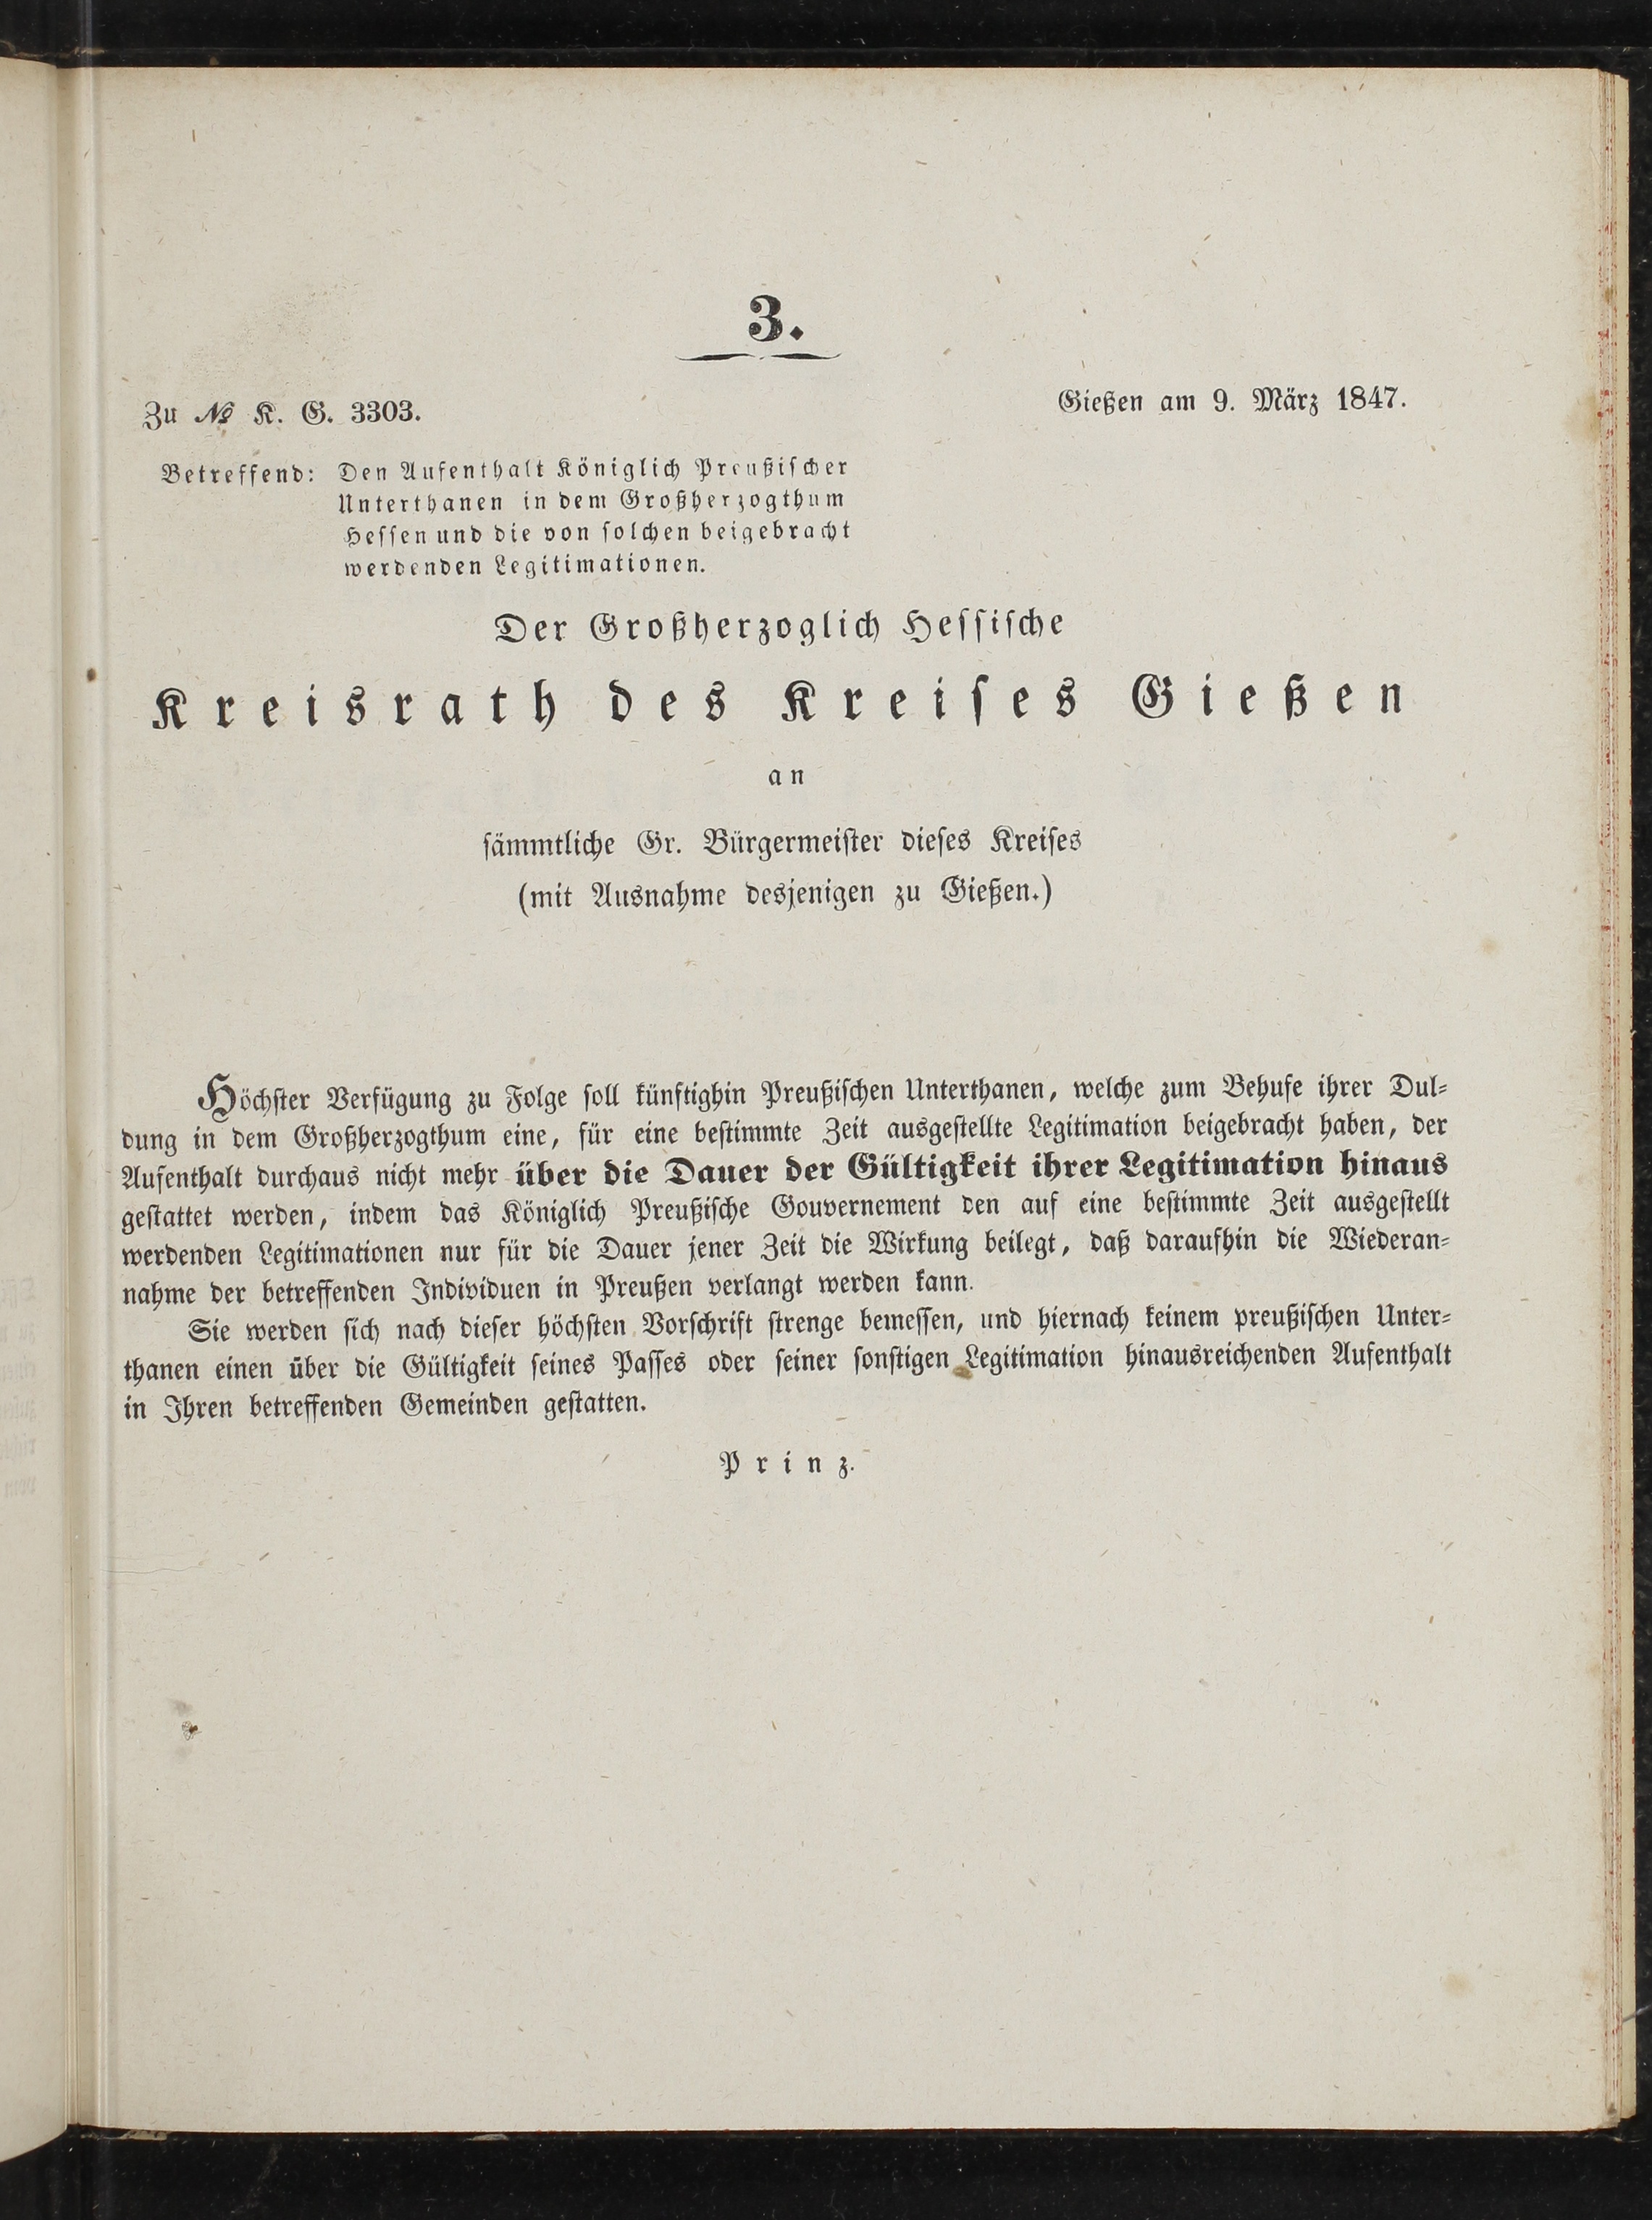 3.
Zu № K. G. 3303.
Gießen am 9. März 1847.
Betreffend: Den Aufenthalt Königlich Preußischer
Unterthanen in dem Großherzogthum
Hessen und die von solchen beigebracht
werdenden Legitimationen.
Der Großherzoglich Hessische
Kreisrath des Kreises Gießen
an
sämmtliche Gr. Bürgermeister dieses Kreises
(mit Ausnahme desjenigen zu Gießen.)
Höchster Verfügung zu Folge soll künftighin Preußischen Unterthanen, welche zum Behufe ihrer Dul-
dung in dem Großherzogthum eine, für eine bestimmte Zeit ausgestellte Legitimation beigebracht haben, der
Aufenthalt durchaus nicht mehr über die Dauer der Gültigkeit ihrer Legitimation hinaus
gestattet werden, indem das Königlich Preußische Gouvernement den auf eine bestimmte Zeit ausgestellt
werdenden Legitimationen nur für die Dauer jener Zeit die Wirkung beilegt, daß daraufhin die Wiederan-
nahme der betreffenden Individuen in Preußen verlangt werden kann.
Sie werden sich nach dieser höchsten Vorschrift strenge bemessen, und hiernach keinem preußischen Unter-
thanen einen über die Gültigkeit seines Passes oder seiner sonstigen Legitimation hinausreichenden Aufenthalt
in Ihren betreffenden Gemeinden gestatten.
Prinz.